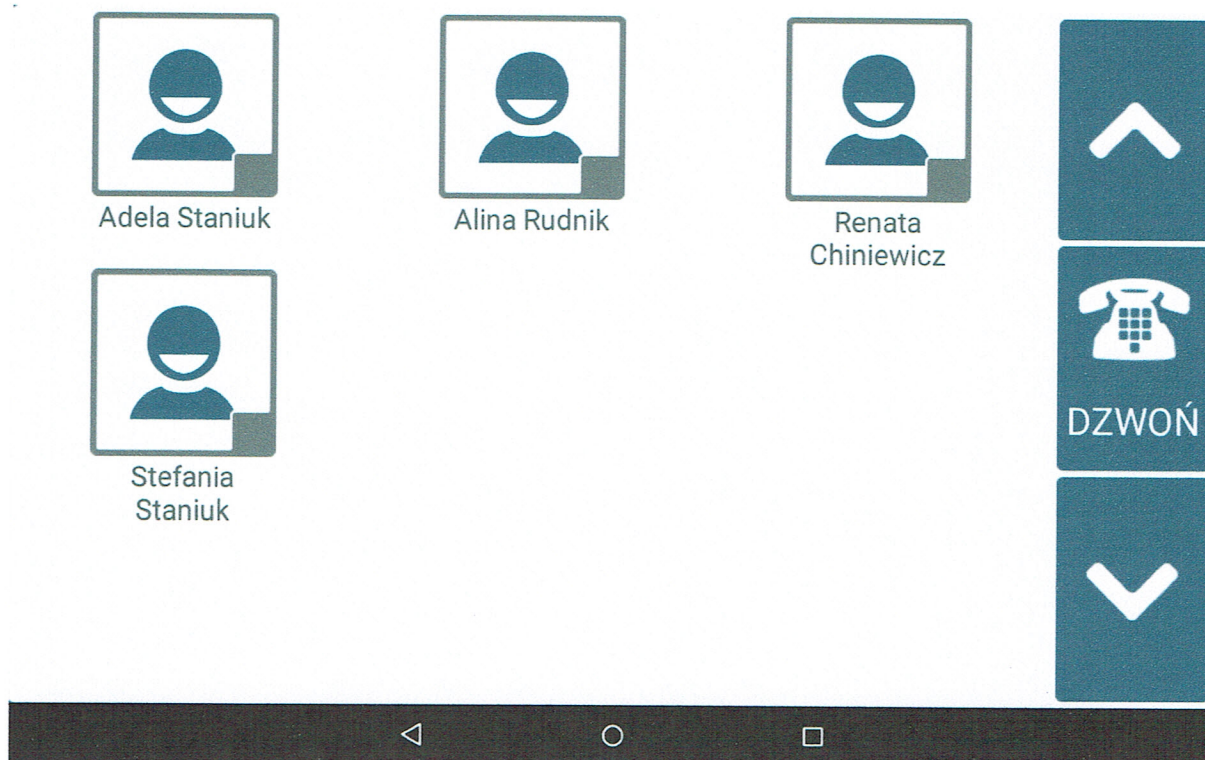 Adela Staniuk
Alina Rudnik
Renata
Chiniewicz
Stefania
Staniuk
DZWOŃ